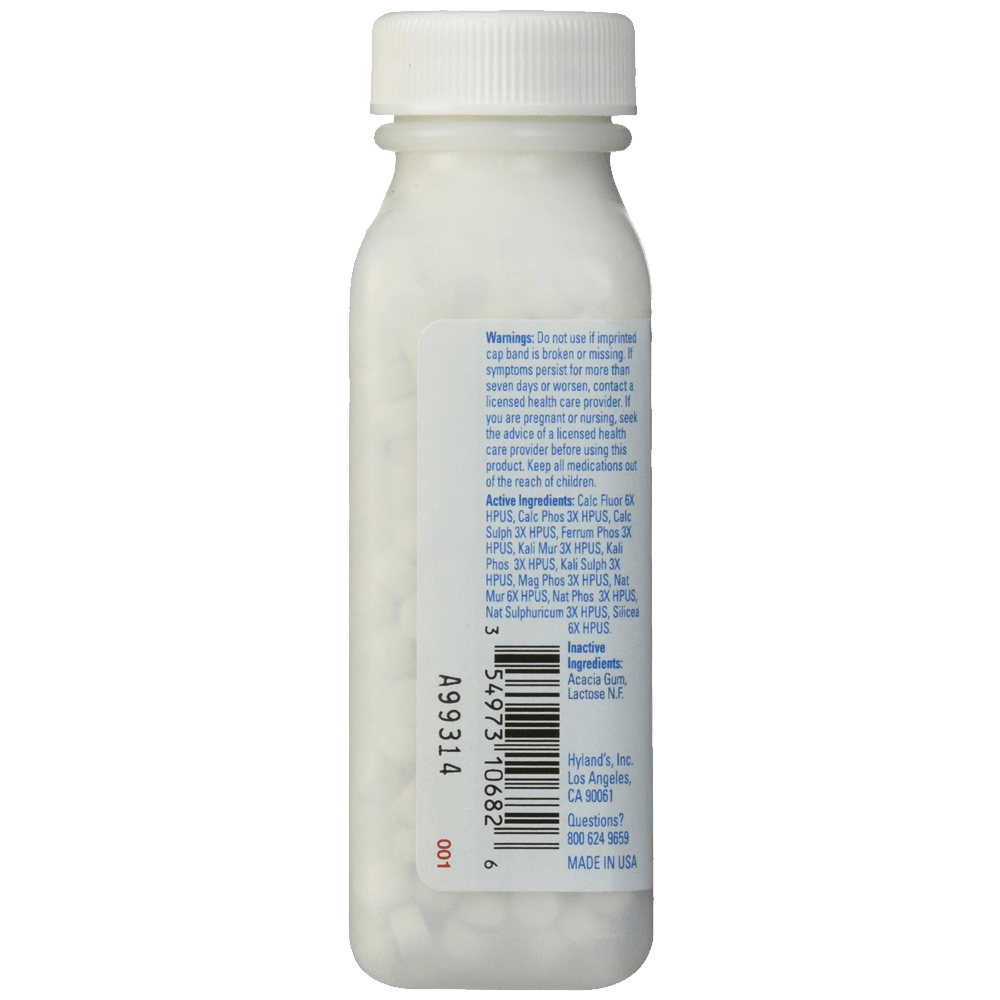 Warnings: Do not use if imprinted
cap band is broken or missing. If
symptoms persist for more than
seven days or worsen, contact a
licensed health care provider. If
you are pregnant or nursing, seek
the advice of a licensed health
care provider before using this
product. Keep all medications out
of the reach of children.
Active Ingredients: Calc Fluor 6X
HPUS, Calc Phos 3X HPUS, Calc
Sulph 3X HPUS, Ferrum Phos 3X
HPUS, Kali Mur 3X HPUS, Kali
Phos 3X HPUS, Kali Sulph 3X
HPUS, Mag Phos 3X HPUS, Nat
Mur 6X HPUS, Nat Phos 3X HPUS,
Nat Sulphuricum 3X HPUS, Silicea
6X HPUS.
Inactive
Ingredients:
Acacia Gum,
Lactose N.F.
Hyland's, Inc.
Los Angeles,
CA 90061
Questions?
800 624 9659
MADE IN USA
3 54973 10682 6
A99314
001